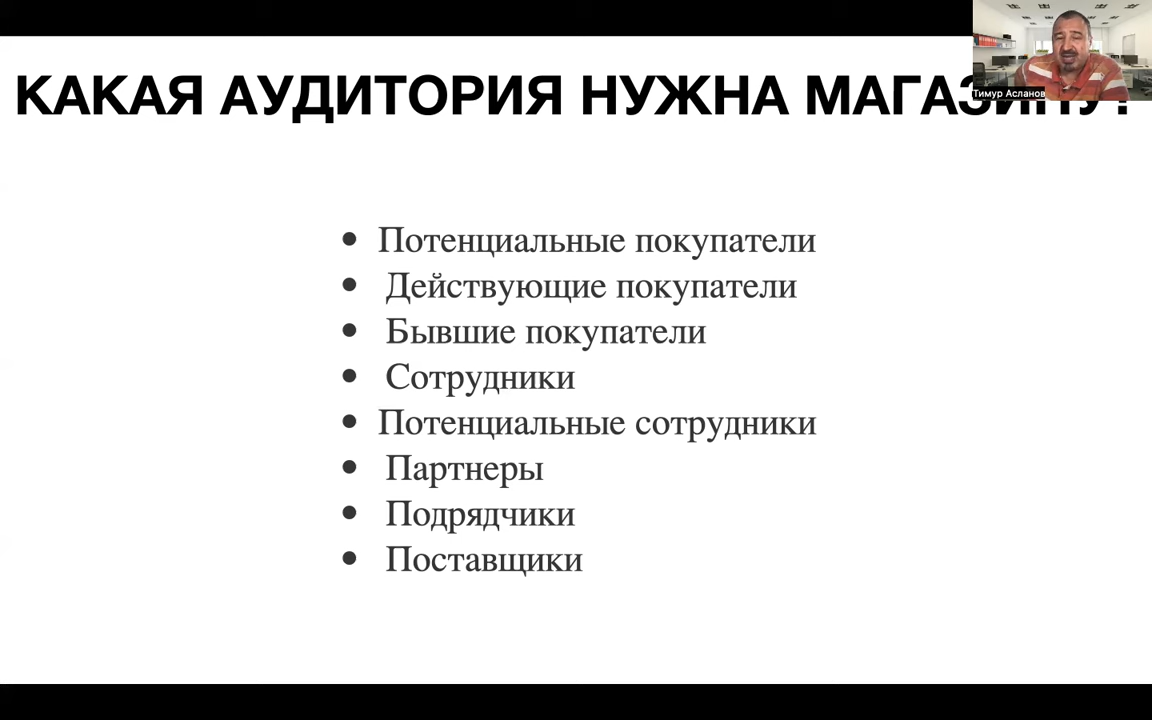 КАКАЯ АУДИТОРИЯ НУЖНА МАГАЗИНУ?
Тимур Асланов
Потенциальные покупатели
Действующие покупатели
Бывшие покупатели
Сотрудники
Потенциальные сотрудники
Партнеры
Подрядчики
Поставщики